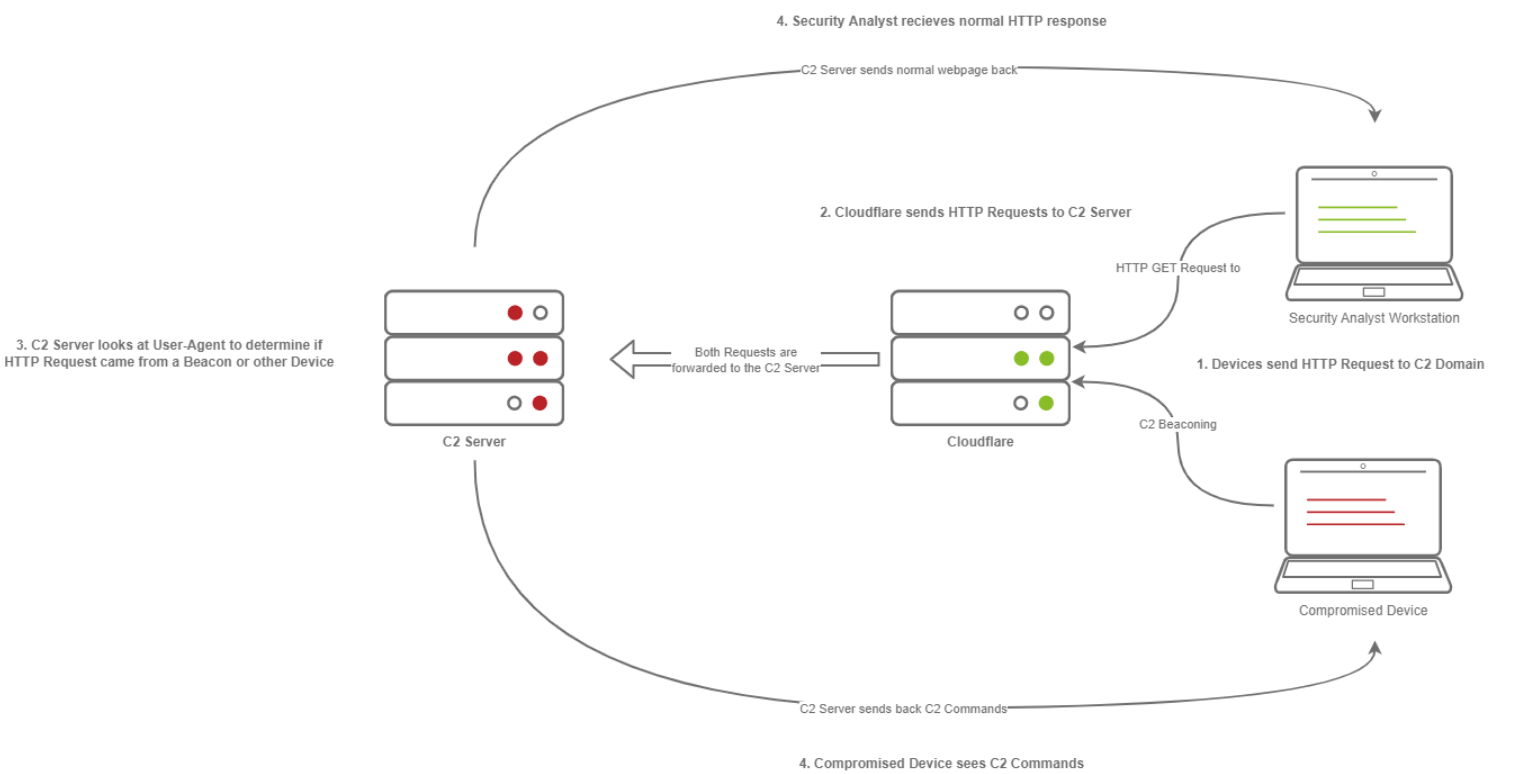 4. Security Analyst recieves normal HTTP response
C2 Server sends normal webpage back
2. Cloudflare sends HTTP Requests to C2 Server
HTTP GET Request to
Security Analyst Workstation
3. C2 Server looks at User-Agent to determine if
HTTP Request came from a Beacon or other Device
Both Requests are
forwarded to the C2 Server
1. Devices send HTTP Request to C2 Domain
C2 Server
Cloudflare
C2 Beaconing
Compromised Device
C2 Server sends back C2 Commands
4. Compromised Device sees C2 Commands